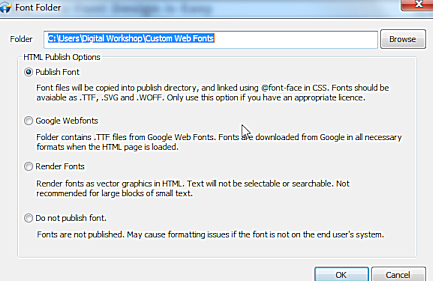 Font Folder
Folder C:\Users\Digital Workshop\Custom Web Fonts Browse
HTML Publish Options
Publish Font
Font files will be copied into publish directory, and linked using @font-face in CSS. Fonts should be
avaiable as .TTF, .SVG and .WOFF. Only use this option if you have an appropriate licence.
Google Webfonts
Folder contains .TTF files from Google Web Fonts. Fonts are downloaded from Google in all necessary
formats when the HTML page is loaded.
Render Fonts
Render fonts as vector graphics in HTML. Text will not be selectable or searchable. Not
recommended for large blocks of small text.
Do not publish font.
Fonts are not published. May cause formatting issues if the font is not on the end user's system.
OK Cancel